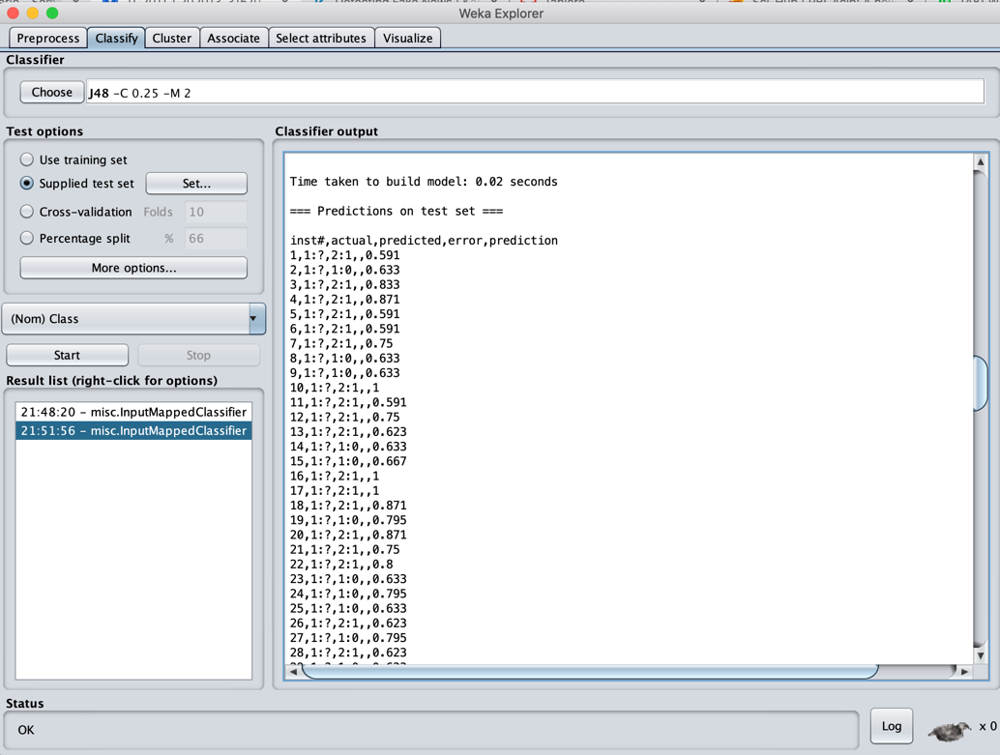 Weka Explorer
Preprocess Classify Cluster Associate Select attributes Visualize
Classifier
Choose J48 -C 0.25 -M 2
Test options
Use training set
Supplied test set Set...
Cross-validation Folds 10
Percentage split % 66
More options...
(Nom) Class
Start Stop
Result list (right-click for options)
21:48:20 - misc.InputMappedClassifier
21:51:56 - misc.InputMappedClassifier
Classifier output
Time taken to build model: 0.02 seconds
=== Predictions on test set ===
inst#,actual,predicted,error,prediction
1,1:?,2:1,,0.591
2,1:?,1:0,,0.633
3,1:?,2:1,,0.833
4,1:?,2:1,,0.871
5,1:?,2:1,,0.591
6,1:?,2:1,,0.591
7,1:?,2:1,,0.75
8,1:?,1:0,,0.633
9,1:?,1:0,,0.633
10,1:?,2:1,,1
11,1:?,2:1,,0.591
12,1:?,2:1,,0.75
13,1:?,2:1,,0.623
14,1:?,1:0,,0.633
15,1:?,1:0,,0.667
16,1:?,2:1,,1
17,1:?,2:1,,1
18,1:?,2:1,,0.871
19,1:?,1:0,,0.795
20,1:?,2:1,,0.871
21,1:?,2:1,,0.75
22,1:?,2:1,,0.8
23,1:?,1:0,,0.633
24,1:?,1:0,,0.795
25,1:?,1:0,,0.633
26,1:?,2:1,,0.623
27,1:?,1:0,,0.795
28,1:?,2:1,,0.623
Status
OK
Log x 0